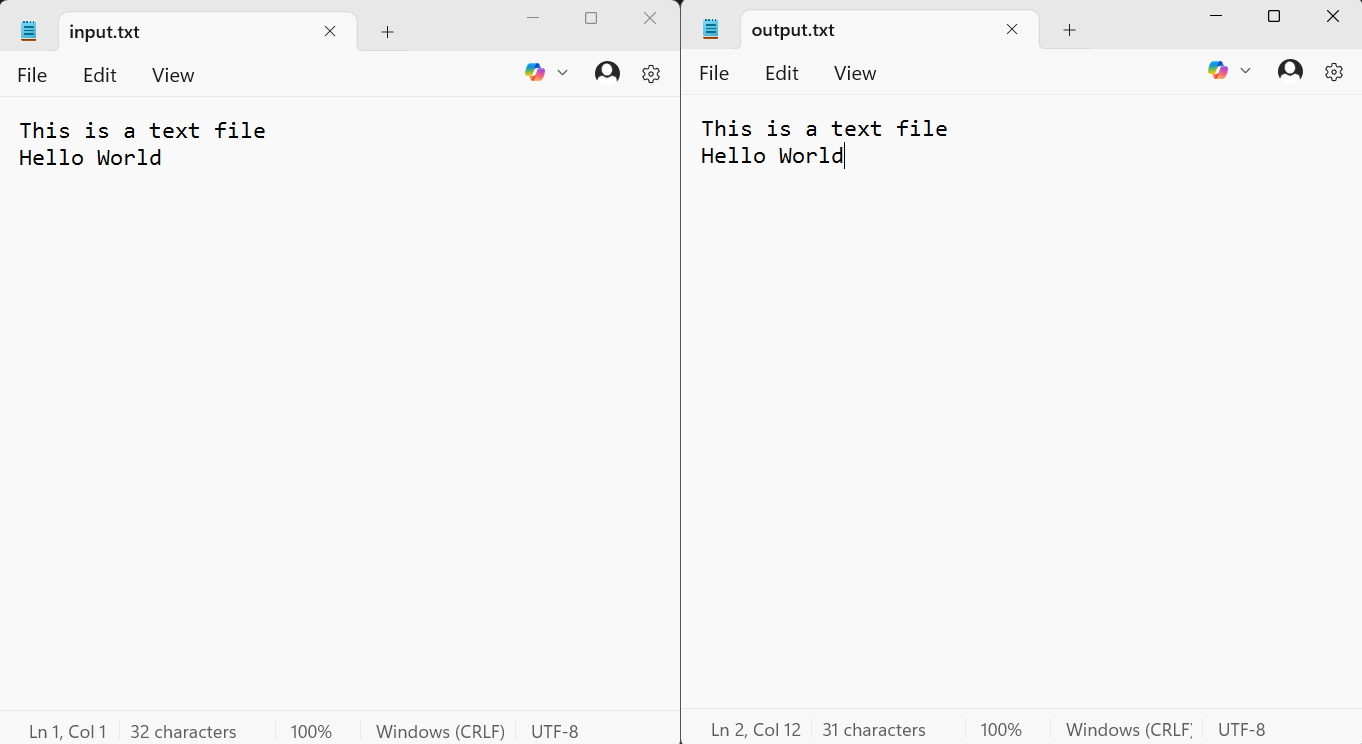 input.txt
File Edit View
This is a text file
Hello World
Ln 1, Col 1 32 characters 100% Windows (CRLF) UTF-8
output.txt
File Edit View
This is a text file
Hello World
Ln 2, Col 12 31 characters 100% Windows (CRLF) UTF-8